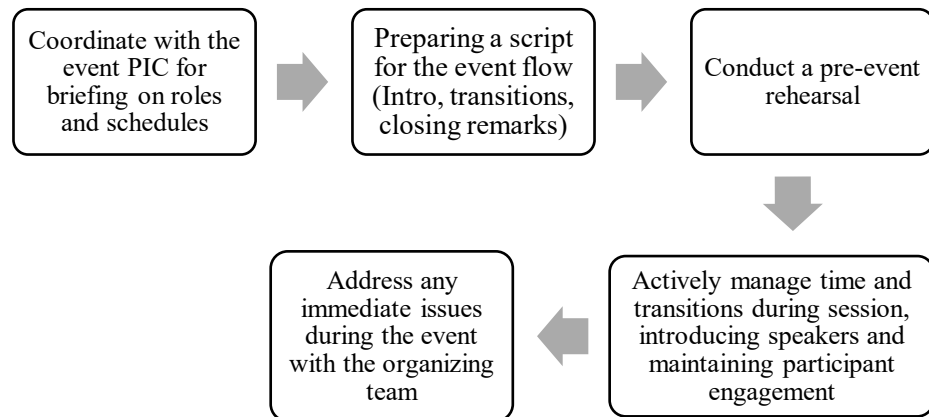 Coordinate with the
event PIC for
briefing on roles
and schedules
Preparing a script
for the event flow
(Intro, transitions,
closing remarks)
Conduct a pre-event
rehearsal
Actively manage time and
transitions during session,
introducing speakers and
maintaining participant
engagement
Address any
immediate issues
during the event
with the organizing
team